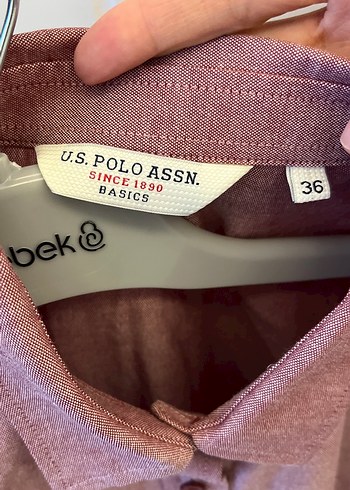 U.S. POLO ASSN.
SINCE 1890
BASICS
36
bek